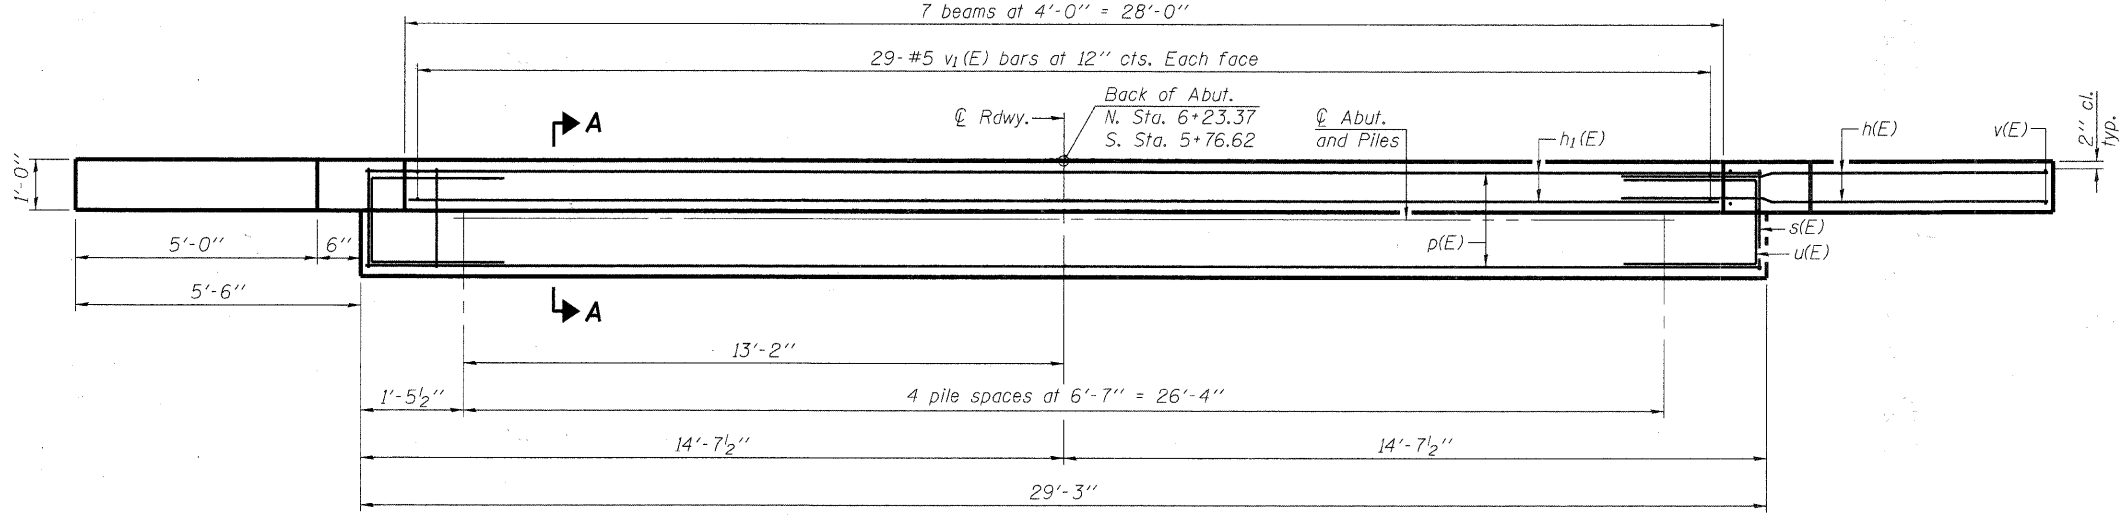 7 beams at 4'-0" = 28'-0"
29-#5 v₁(E) bars at 12" cts. Each face
Back of Abut.
N. Sta. 6+23.37
S. Sta. 5+76.62
℄ Rdwy.
℄ Abut.
and Piles
A
h₁(E)
h(E)
v(E)
2" cl.
typ.
1'-0"
5'-0"
6"
p(E)
s(E)
u(E)
5'-6"
A
13'-2"
1'-5½"
4 pile spaces at 6'-7" = 26'-4"
14'-7½"
14'-7½"
29'-3"